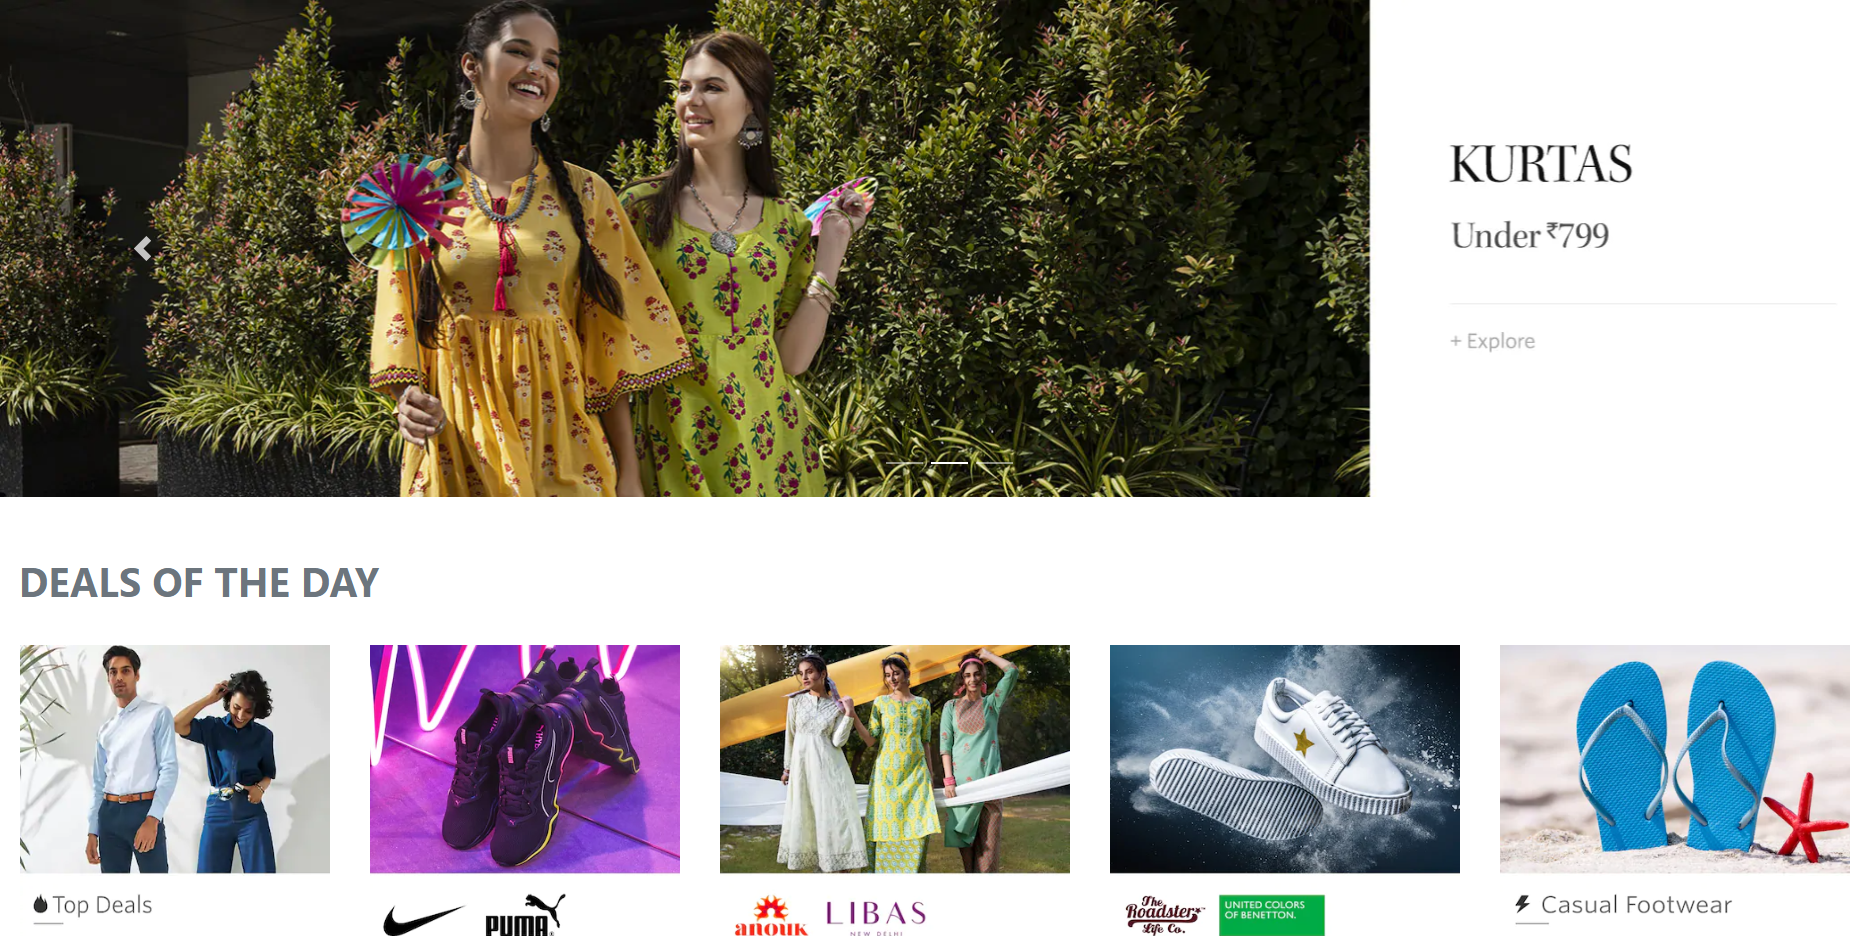 KURTAS
Under ₹799
+ Explore
DEALS OF THE DAY
Top Deals
PUMA
anouk
LIBAS
NEW DELHI
The
Roadster
Life Co.
UNITED COLORS
OF BENETTON.
Casual Footwear